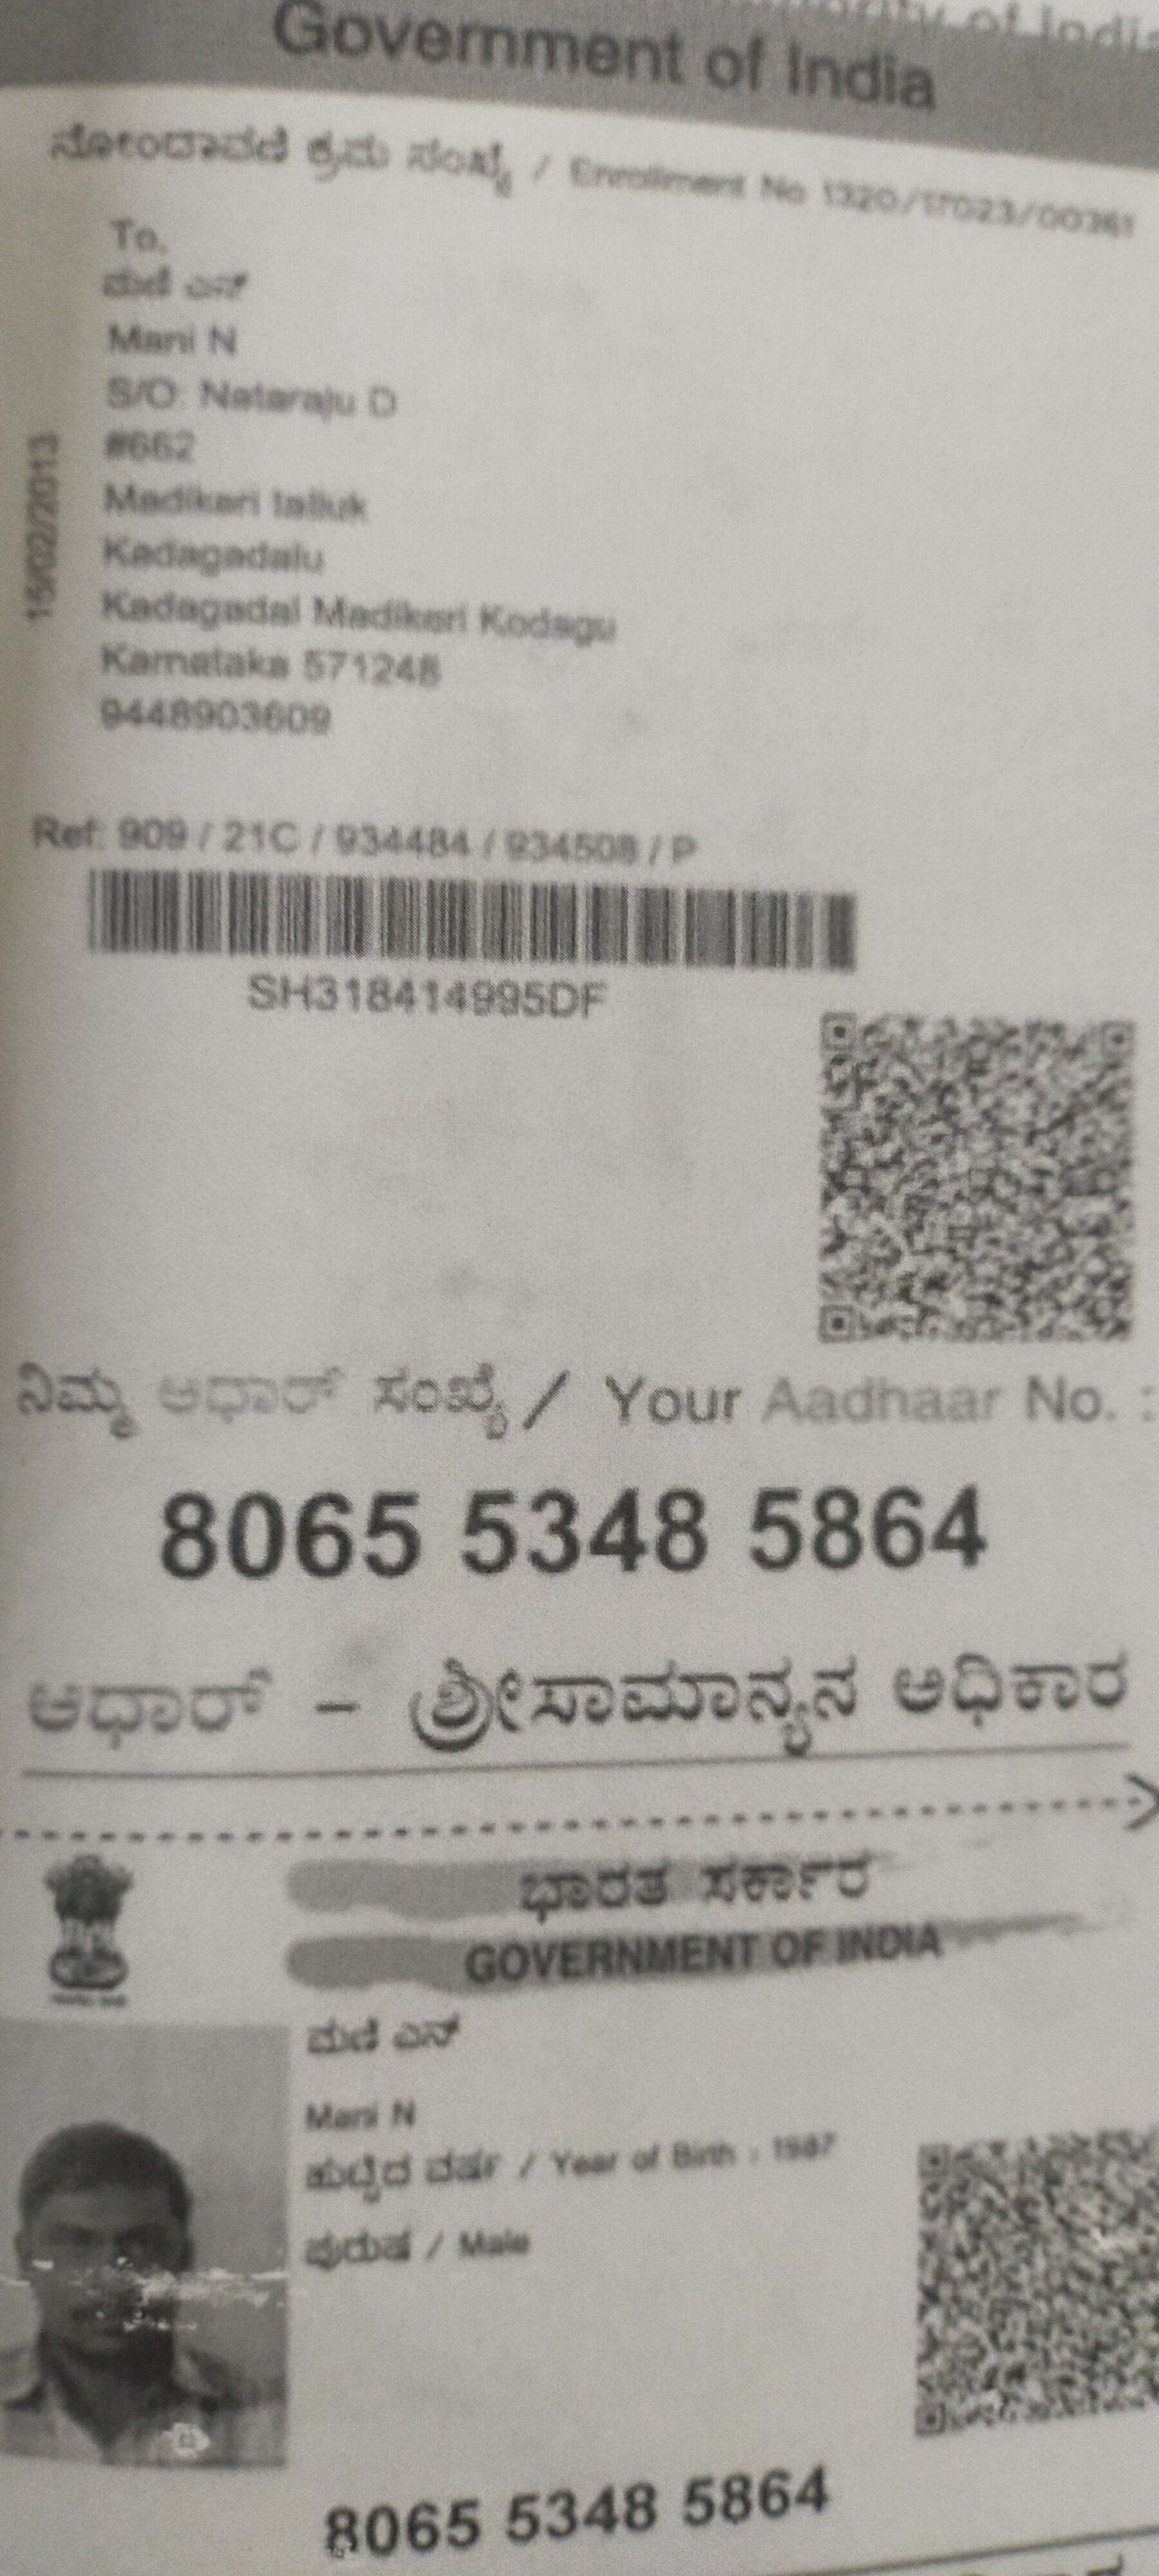 Government of India
ನೋಂದಾವಣಿ ಕ್ರಮ ಸಂಖ್ಯೆ / Enrollment No 1320/17023/00361
To,
ಮಣಿ ಎನ್
Mani N
S/O: Nataraju D
#662
Madikeri talluk
Kadagadalu
Kadagadal Madikeri Kodagu
Karnataka 571248
9448903609
15/02/2013
Ref: 909 / 21C / 934484 / 934508 / P
SH318414995DF
ನಿಮ್ಮ ಆಧಾರ್ ಸಂಖ್ಯೆ / Your Aadhaar No. :
8065 5348 5864
ಆಧಾರ್ – ಶ್ರೀಸಾಮಾನ್ಯನ ಅಧಿಕಾರ
ಭಾರತ ಸರ್ಕಾರ
GOVERNMENT OF INDIA
ಮಣಿ ಎನ್
Mani N
ಹುಟ್ಟಿದ ವರ್ಷ / Year of Birth : 1987
ಪುರುಷ / Male
8065 5348 5864